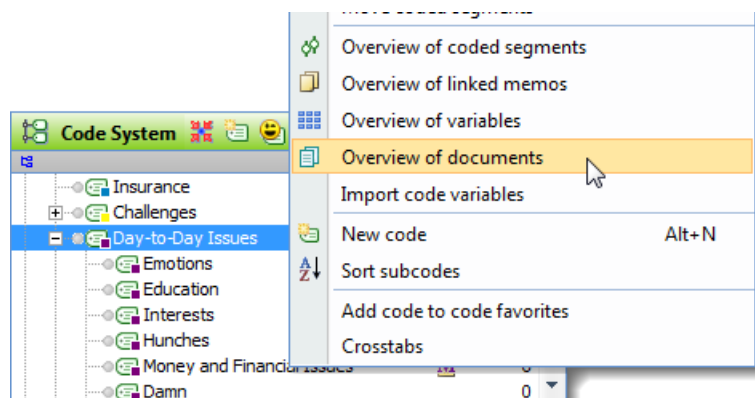 Overview of coded segments
Overview of linked memos
Overview of variables
Overview of documents
Import code variables
New code Alt+N
Sort subcodes
Add code to code favorites
Crosstabs
Code System
Insurance
Challenges
Day-to-Day Issues
Emotions
Education
Interests
Hunches
Money and Financial Issues
Damn 0